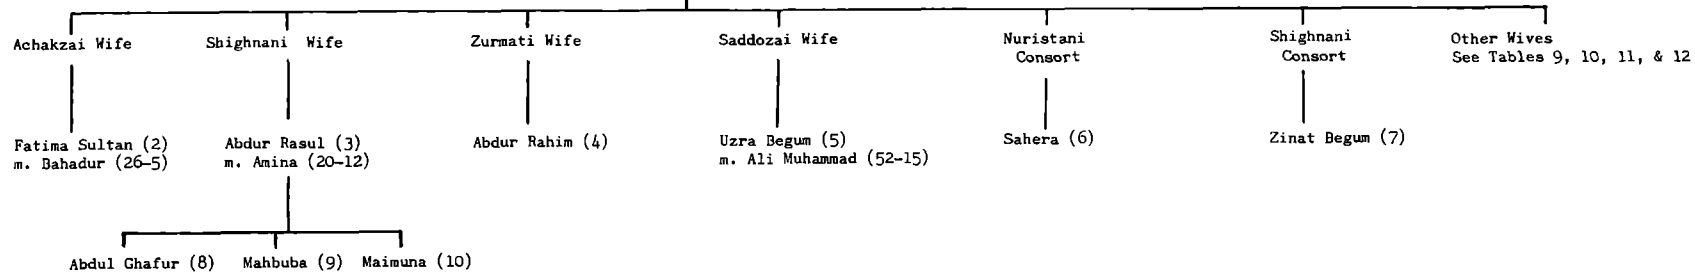 Achakzai Wife
Shighnani Wife
Zurmati Wife
Saddozai Wife
Nuristani
Consort
Shighnani
Consort
Other Wives
See Tables 9, 10, 11, & 12
Fatima Sultan (2)
m. Bahadur (26-5)
Abdur Rasul (3)
m. Amina (20-12)
Abdur Rahim (4)
Uzra Begum (5)
m. Ali Muhammad (52-15)
Sahera (6)
Zinat Begum (7)
Abdul Ghafur (8)
Mahbuba (9)
Maimuna (10)